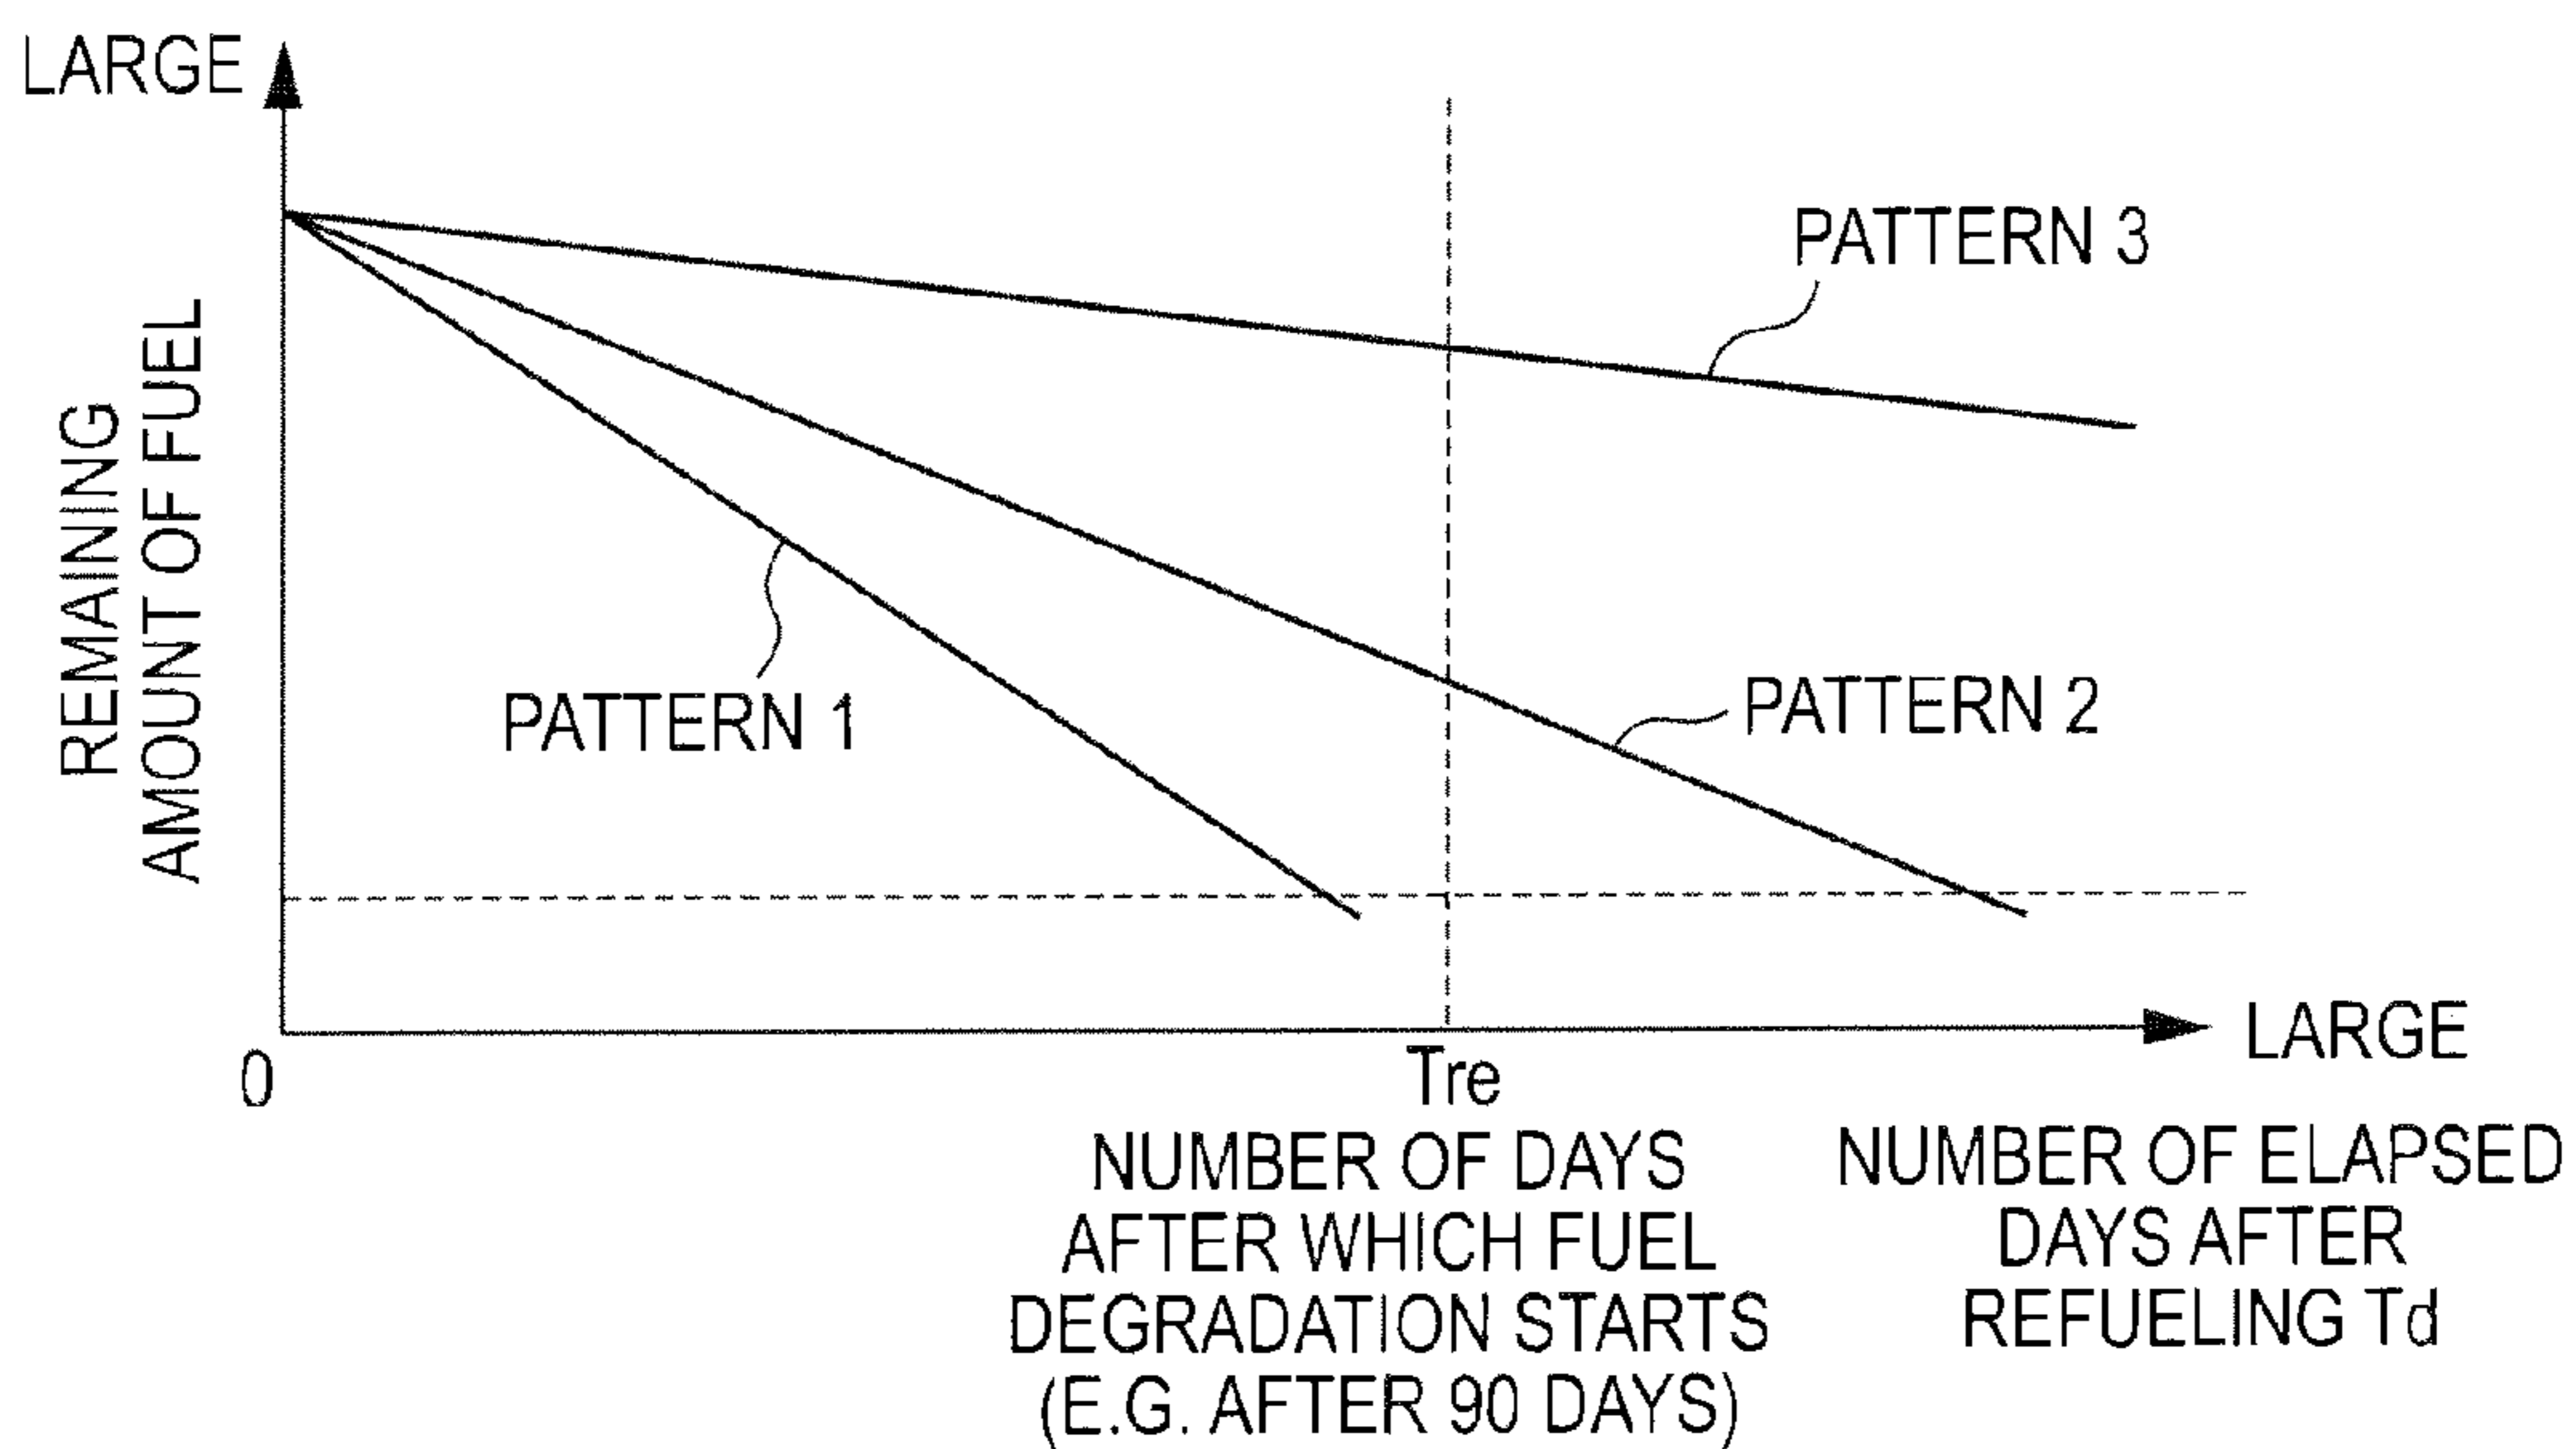 LARGE
REMAINING
AMOUNT OF FUEL
PATTERN 3
PATTERN 1
PATTERN 2
0
Tre
LARGE
NUMBER OF DAYS
AFTER WHICH FUEL
DEGRADATION STARTS
(E.G. AFTER 90 DAYS)
NUMBER OF ELAPSED
DAYS AFTER
REFUELING Td